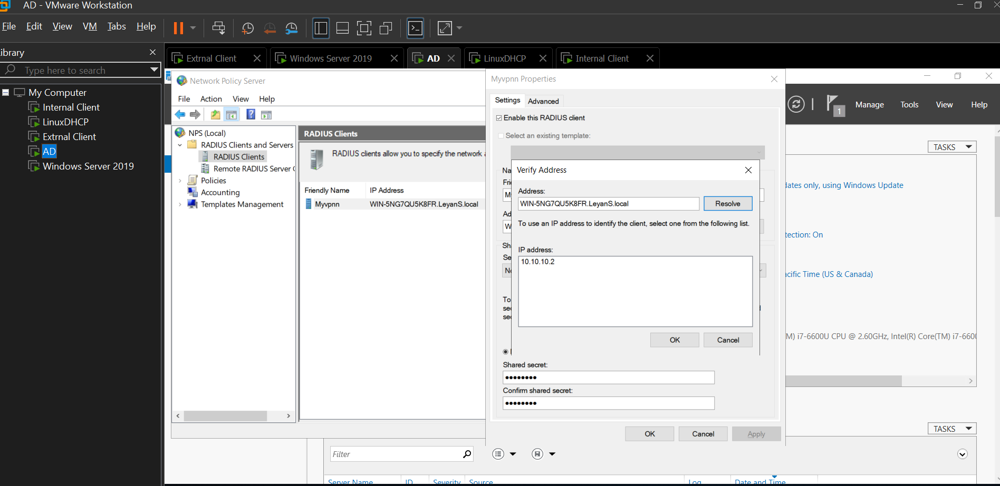 AD - VMware Workstation
File Edit View VM Tabs Help
ibrary
Type here to search
My Computer
Internal Client
LinuxDHCP
Extrnal Client
AD
Windows Server 2019
Extrnal Client
Windows Server 2019
AD
LinuxDHCP
Internal Client
Network Policy Server
File Action View Help
NPS (Local)
RADIUS Clients and Servers
RADIUS Clients
Remote RADIUS Server
Policies
Accounting
Templates Management
RADIUS Clients
RADIUS clients allow you to specify the network
Friendly Name IP Address
Myvpnn WIN-5NG7QU5K8FR.LeyanS.local
Myvpnn Properties
Settings Advanced
Enable this RADIUS client
Select an existing template:
Na
Frie
Ad
Sha
Se
To
sec
sec
Verify Address
Address:
WIN-5NG7QU5K8FR.LeyanS.local
Resolve
To use an IP address to identify the client, select one from the following list.
IP address:
10.10.10.2
OK Cancel
Shared secret:
●●●●●●●●
Confirm shared secret:
●●●●●●●●
OK Cancel Apply
1 Manage Tools View Help
TASKS
dates only, using Windows Update
tection: On
acific Time (US & Canada)
M) i7-6600U CPU @ 2.60GHz, Intel(R) Core(TM) i7-6600
TASKS
Filter
Server Name ID Severity Source Log Date and Time